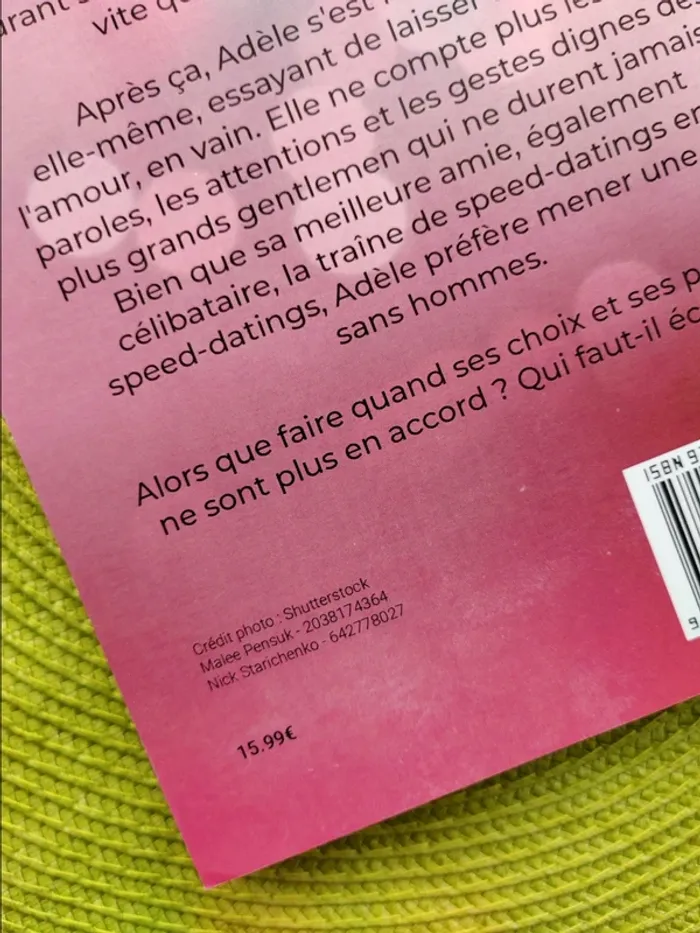 vite
Après ça, Adèle s'est
elle-même, essayant de laisser
l'amour, en vain. Elle ne compte plus les
paroles, les attentions et les gestes dignes de
plus grands gentlemen qui ne durent jamais
Bien que sa meilleure amie, également
célibataire, la traîne de speed-datings en
speed-datings, Adèle préfère mener une
sans hommes.
Alors que faire quand ses choix et ses p
ne sont plus en accord ? Qui faut-il éc
ISBN 9
9
Crédit photo : Shutterstock
Malee Pensuk - 2038174364
Nick Starichenko - 642778027
15.99€